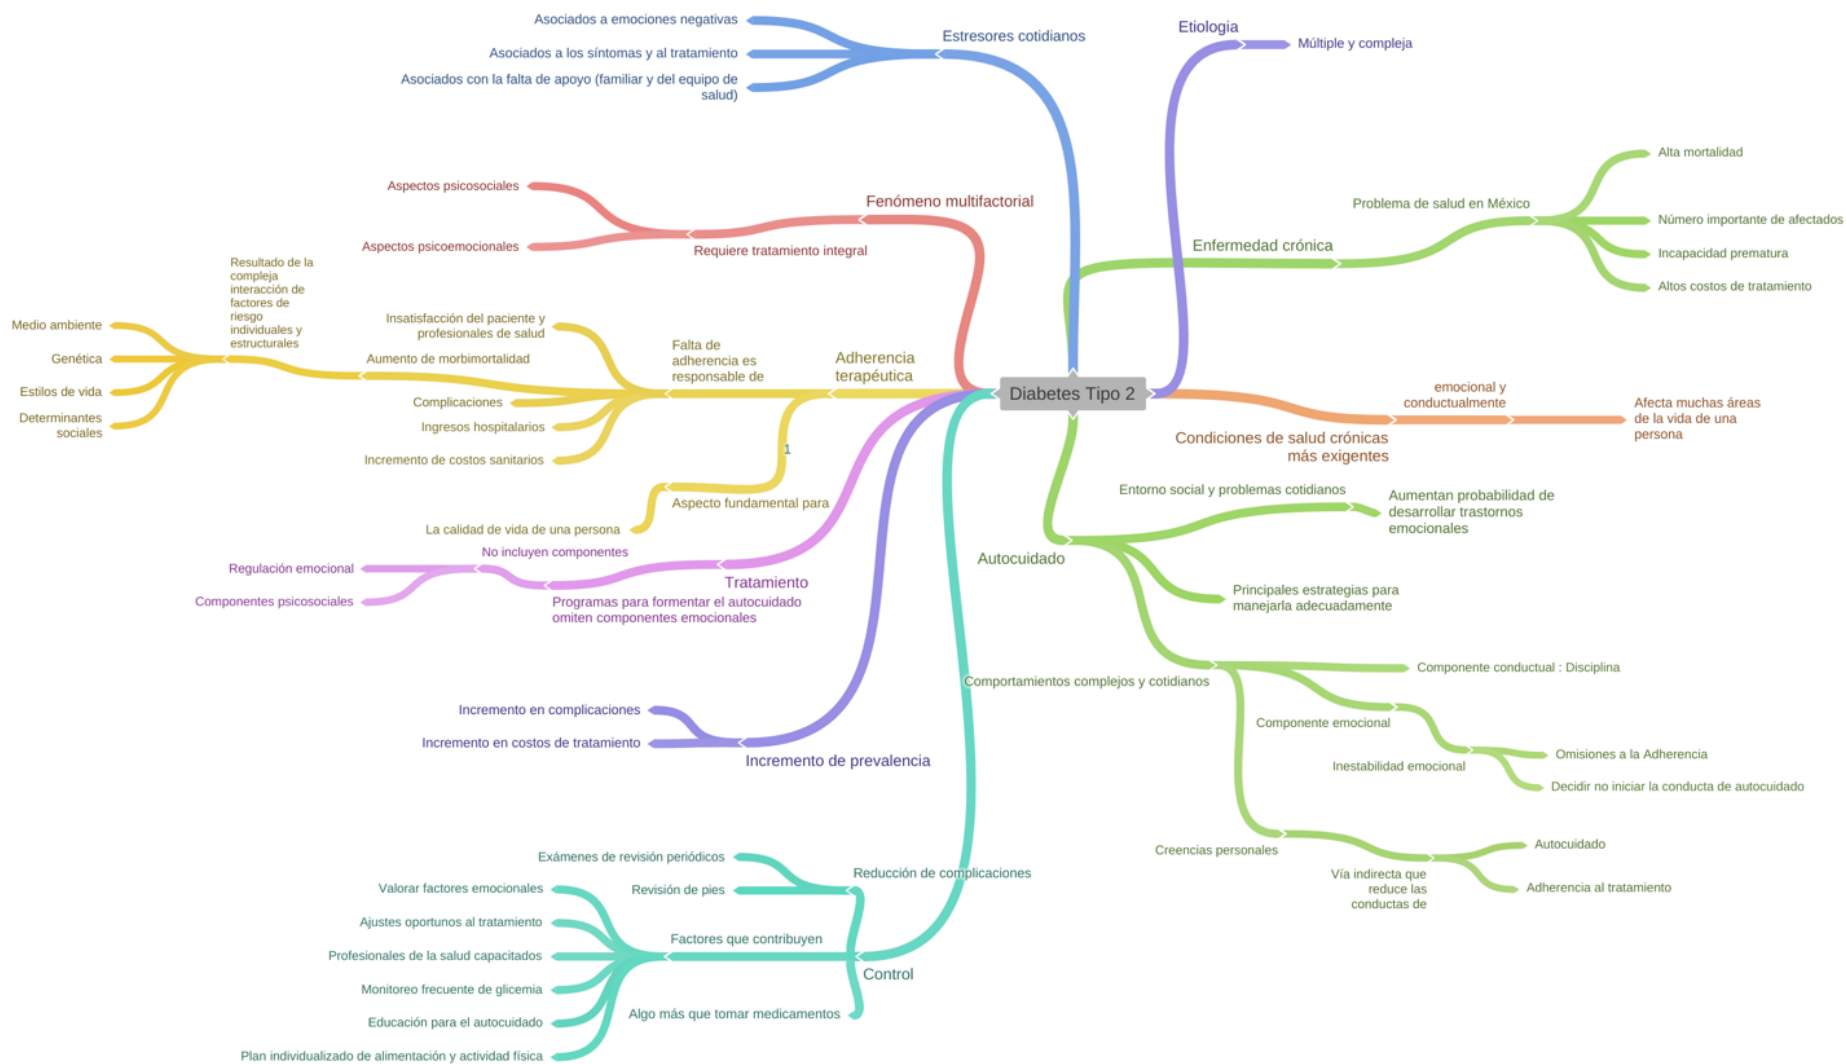 Diabetes Tipo 2
Estresores cotidianos
Asociados a emociones negativas
Asociados a los síntomas y al tratamiento
Asociados con la falta de apoyo (familiar y del equipo de
salud)
Etiologia
Múltiple y compleja
Enfermedad crónica
Problema de salud en México
Alta mortalidad
Número importante de afectados
Incapacidad prematura
Altos costos de tratamiento
Condiciones de salud crónicas
más exigentes
emocional y
conductualmente
Afecta muchas áreas
de la vida de una
persona
Autocuidado
Entorno social y problemas cotidianos
Aumentan probabilidad de
desarrollar trastornos
emocionales
Principales estrategias para
manejarla adecuadamente
Comportamientos complejos y cotidianos
Componente conductual : Disciplina
Componente emocional
Inestabilidad emocional
Omisiones a la Adherencia
Decidir no iniciar la conducta de autocuidado
Creencias personales
Vía indirecta que
reduce las
conductas de
Autocuidado
Adherencia al tratamiento
Fenómeno multifactorial
Requiere tratamiento integral
Aspectos psicosociales
Aspectos psicoemocionales
Adherencia
terapéutica
Falta de
adherencia es
responsable de
Insatisfacción del paciente y
profesionales de salud
Aumento de morbimortalidad
Resultado de la
compleja
interacción de
factores de
riesgo
individuales y
estructurales
Medio ambiente
Genética
Estilos de vida
Determinantes
sociales
Complicaciones
Ingresos hospitalarios
Incremento de costos sanitarios
1
Aspecto fundamental para
La calidad de vida de una persona
Tratamiento
Programas para formentar el autocuidado
omiten componentes emocionales
No incluyen componentes
Regulación emocional
Componentes psicosociales
Incremento de prevalencia
Incremento en complicaciones
Incremento en costos de tratamiento
Control
Reducción de complicaciones
Exámenes de revisión periódicos
Revisión de pies
Factores que contribuyen
Valorar factores emocionales
Ajustes oportunos al tratamiento
Profesionales de la salud capacitados
Monitoreo frecuente de glicemia
Educación para el autocuidado
Plan individualizado de alimentación y actividad física
Algo más que tomar medicamentos